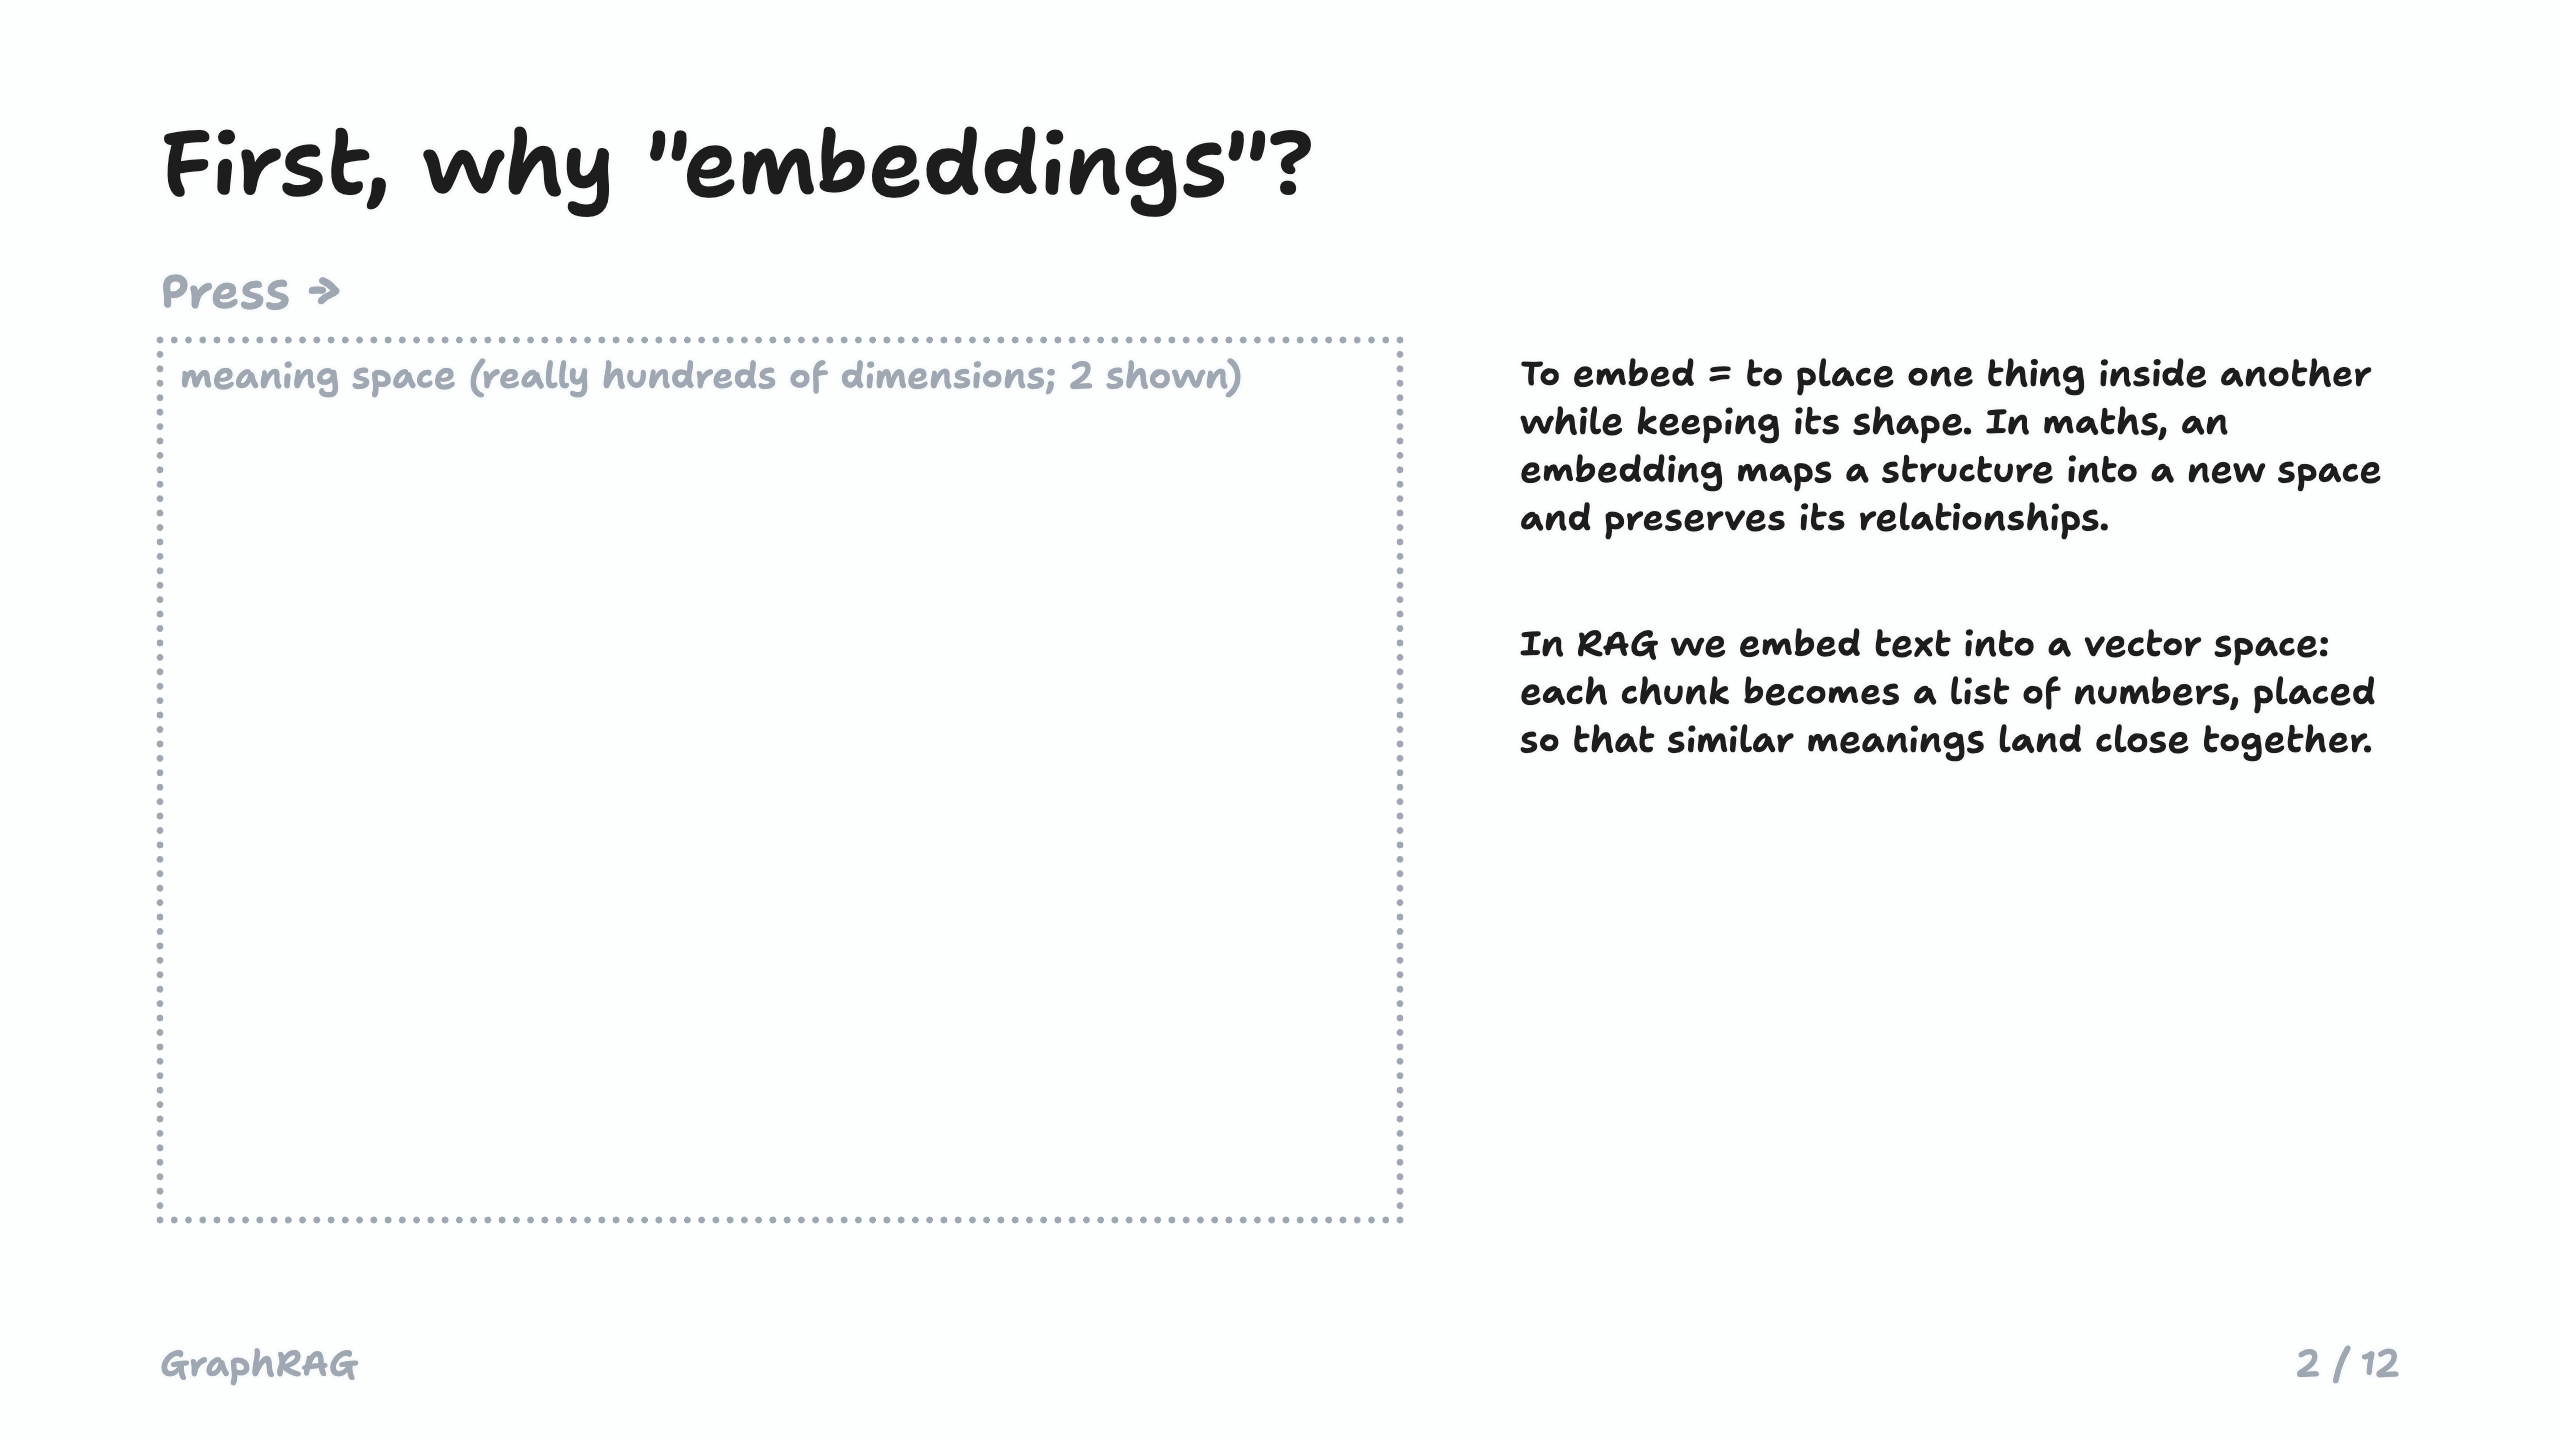 First, why "embeddings"?
Press →
meaning space (really hundreds of dimensions; 2 shown)
To embed = to place one thing inside another
while keeping its shape. In maths, an
embedding maps a structure into a new space
and preserves its relationships.
In RAG we embed text into a vector space:
each chunk becomes a list of numbers, placed
so that similar meanings land close together.
GraphRAG
2 / 12